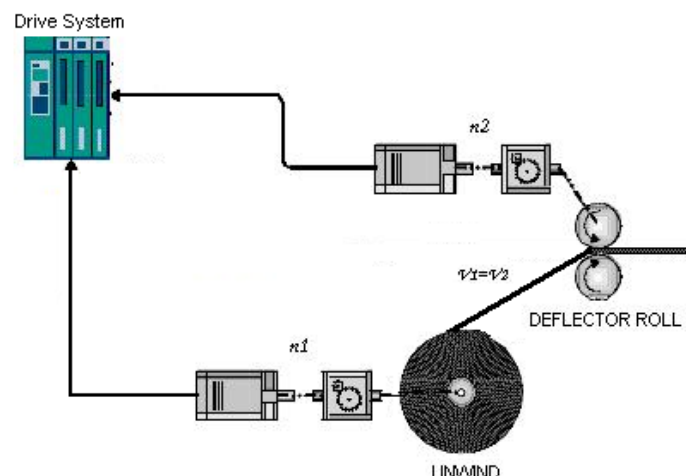 Drive System
n2
V1=V2
DEFLECTOR ROLL
n1
UNWIND